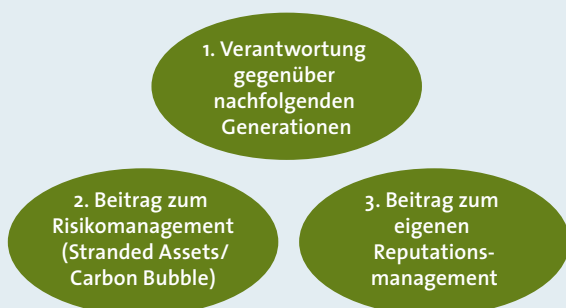 1. Verantwortung
gegenüber
nachfolgenden
Generationen
2. Beitrag zum
Risikomanagement
(Stranded Assets/
Carbon Bubble)
3. Beitrag zum
eigenen
Reputations-
management